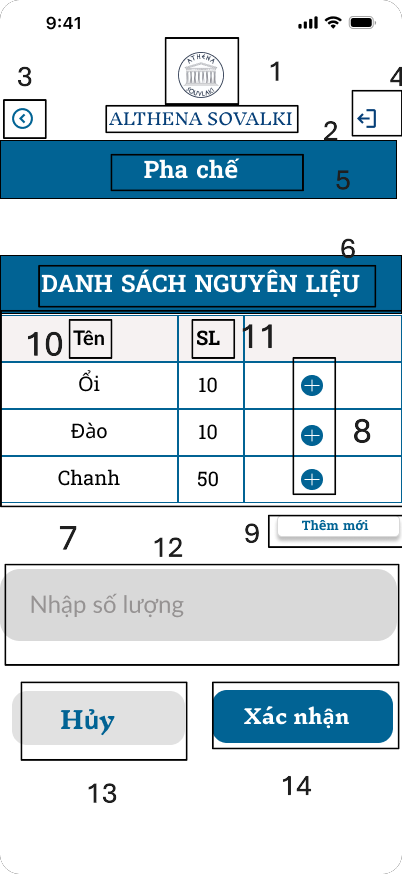 9:41
ATHENA
SOUVLAKI
1
3
4
ALTHENA SOVALKI
2
Pha chế
5
6
DANH SÁCH NGUYÊN LIỆU
10 Tên SL 11
Ổi 10
Đào 10 8
Chanh 50
9 Thêm mới
7 12
Nhập số lượng
Hủy Xác nhận
13 14